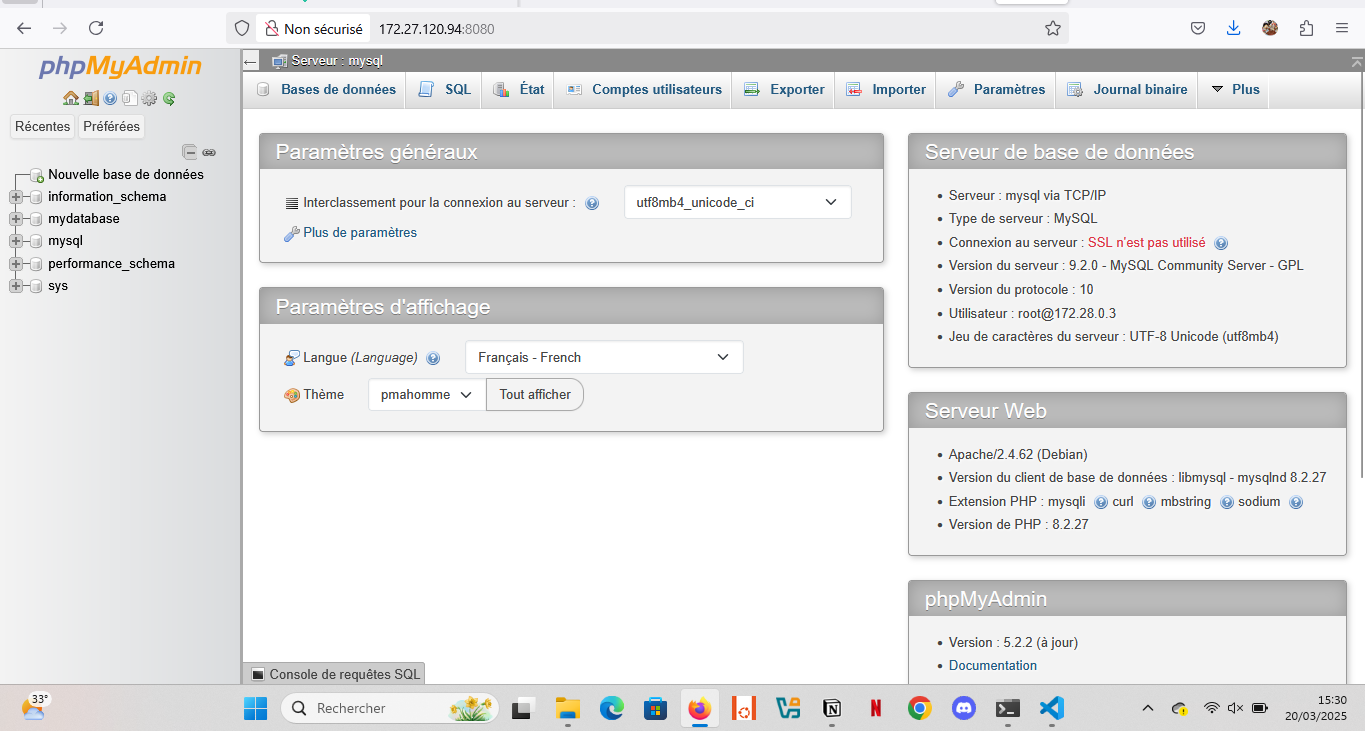 Non sécurisé 172.27.120.94:8080
phpMyAdmin
Récentes Préférées
Nouvelle base de données
information_schema
mydatabase
mysql
performance_schema
sys
Serveur : mysql
Bases de données SQL État Comptes utilisateurs Exporter Importer Paramètres Journal binaire Plus
Paramètres généraux
Interclassement pour la connexion au serveur : utf8mb4_unicode_ci
Plus de paramètres
Paramètres d'affichage
Langue (Language) Français - French
Thème pmahomme Tout afficher
Serveur de base de données
Serveur : mysql via TCP/IP
Type de serveur : MySQL
Connexion au serveur : SSL n'est pas utilisé
Version du serveur : 9.2.0 - MySQL Community Server - GPL
Version du protocole : 10
Utilisateur : root@172.28.0.3
Jeu de caractères du serveur : UTF-8 Unicode (utf8mb4)
Serveur Web
Apache/2.4.62 (Debian)
Version du client de base de données : libmysql - mysqlnd 8.2.27
Extension PHP : mysqli curl mbstring sodium
Version de PHP : 8.2.27
phpMyAdmin
Version : 5.2.2 (à jour)
Documentation
Console de requêtes SQL
33°
Rechercher
15:30
20/03/2025